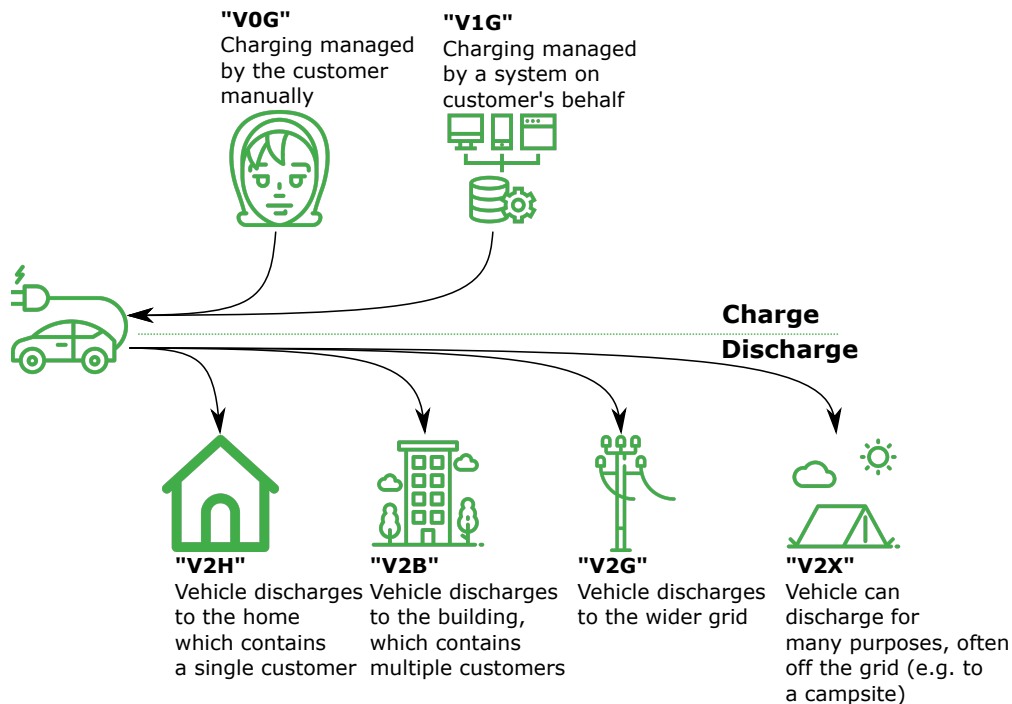 "V0G"
Charging managed
by the customer
manually
"V1G"
Charging managed
by a system on
customer's behalf
Charge
Discharge
"V2H"
Vehicle discharges
to the home
which contains
a single customer
"V2B"
Vehicle discharges
to the building,
which contains
multiple customers
"V2G"
Vehicle discharges
to the wider grid
"V2X"
Vehicle can
discharge for
many purposes, often
off the grid (e.g. to
a campsite)